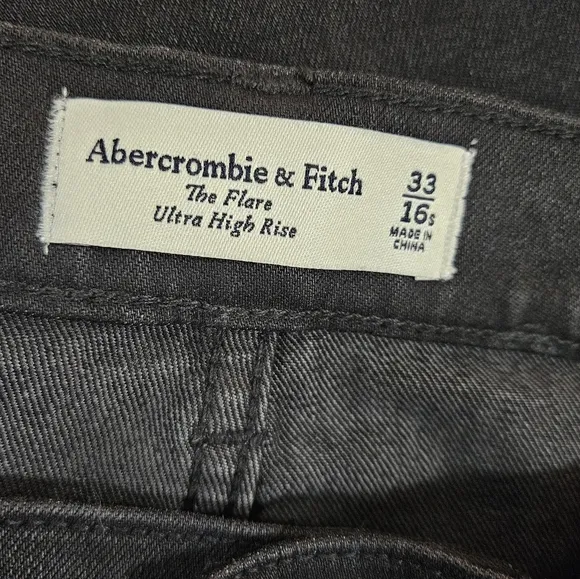 Abercrombie & Fitch
The Flare
Ultra High Rise
33
16s
MADE IN
CHINA